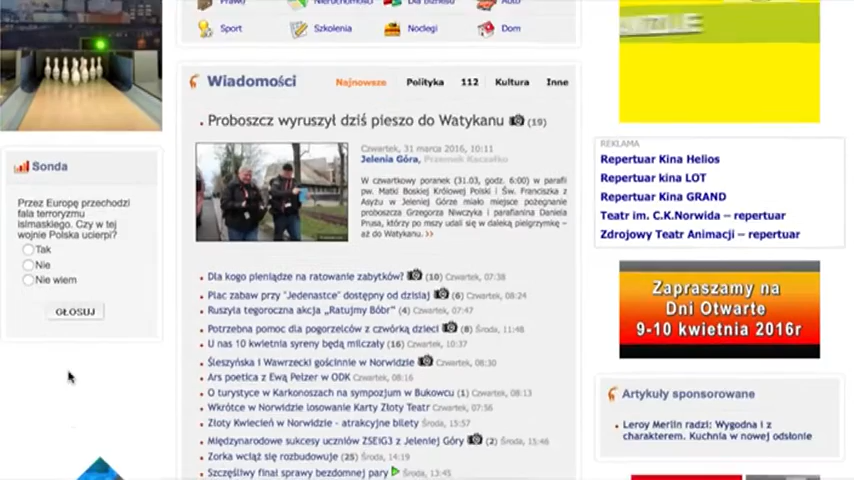 Prawo
Nieruchomości
Dla Biznesu
Auto
Sport
Szkolenia
Noclegi
Dom
Wiadomości
Najnowsze Polityka 112 Kultura Inne
Proboszcz wyruszył dziś pieszo do Watykanu (19)
Czwartek, 31 marca 2016, 10:11
Jelenia Góra, Przemek Kaczałko
W czwartkowy poranek (31.03, godz. 6:00) w parafii
pw. Matki Boskiej Królowej Polski i Św. Franciszka z
Asyżu w Jeleniej Górze miało miejsce pożegnanie
proboszcza Grzegorza Niwczyka i parafianina Daniela
Prusa, którzy po mszy udali się w daleką pielgrzymkę –
aż do Watykanu.
Dla kogo pieniądze na ratowanie zabytków? (10) Czwartek, 07:38
Plac zabaw przy "Jedenastce" dostępny od dzisiaj (6) Czwartek, 08:24
Ruszyła tegoroczna akcja „Ratujmy Bóbr” (4) Czwartek, 07:47
Potrzebna pomoc dla pogorzelców z czwórką dzieci (8) Środa, 11:48
U nas 10 kwietnia syreny będą milczały (16) Czwartek, 10:37
Śleszyńska i Wawrzecki gościnnie w Norwidzie Czwartek, 08:30
Ars poetica z Ewą Pelzer w ODK Czwartek, 08:16
O turystyce w Karkonoszach na sympozjum w Bukowcu (1) Czwartek, 08:13
Wkrótce w Norwidzie losowanie Karty Złoty Teatr Czwartek, 07:56
Złoty Kwiecień w Norwidzie - atrakcyjne bilety Środa, 15:57
Międzynarodowe sukcesy uczniów ZSEiG3 z Jeleniej Góry (2) Środa, 15:46
Zorka wciąż się rozbudowuje (25) Środa, 14:19
Szczęśliwy finał sprawy bezdomnej pary Środa, 13:45
Sonda
Przez Europę przechodzi
fala terroryzmu
islmaskiego. Czy w tej
wojnie Polska ucierpi?
Tak
Nie
Nie wiem
GŁOSUJ
REKLAMA
Repertuar Kina Helios
Repertuar kina LOT
Repertuar Kina GRAND
Teatr im. C.K.Norwida – repertuar
Zdrojowy Teatr Animacji – repertuar
Zapraszamy na
Dni Otwarte
9-10 kwietnia 2016r
Artykuły sponsorowane
Leroy Merlin radzi: Wygodna i z
charakterem. Kuchnia w nowej odsłonie